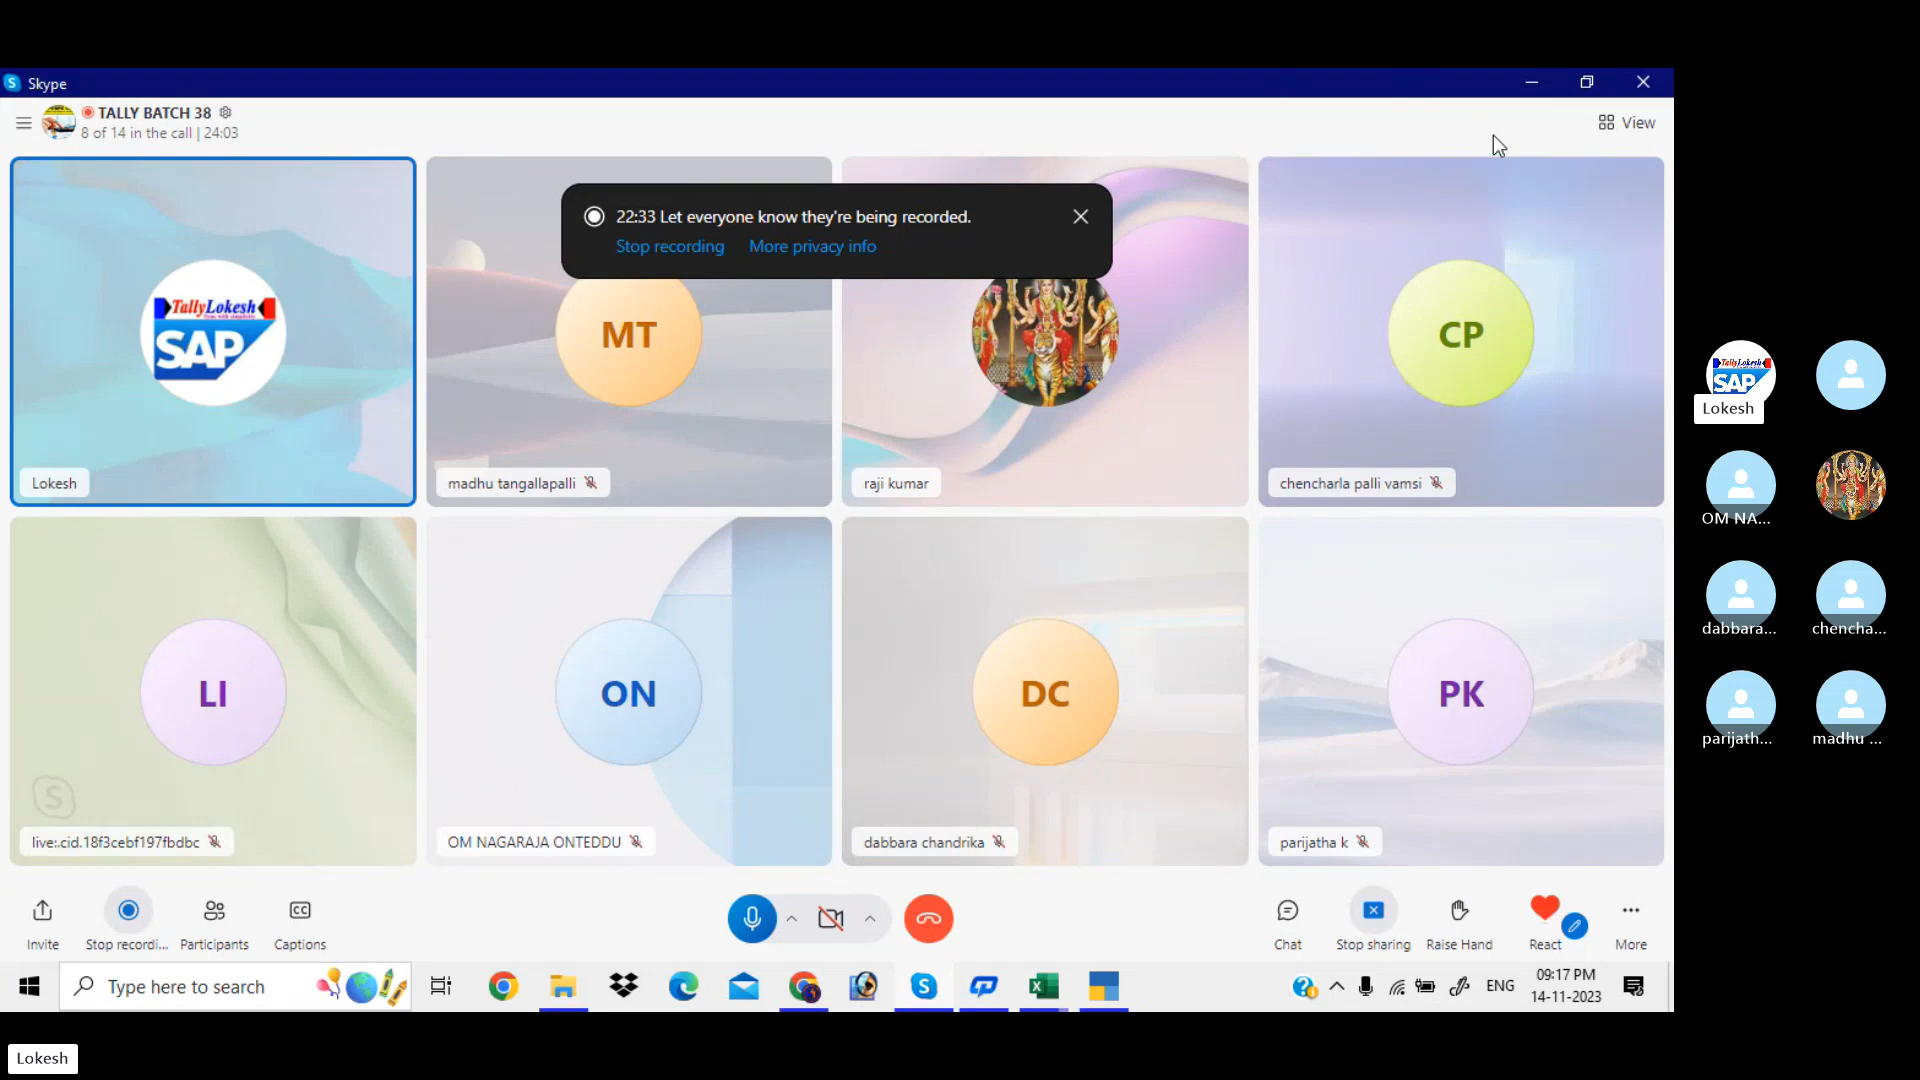 Skype
TALLY BATCH 38
8 of 14 in the call | 24:03
View
22:33 Let everyone know they're being recorded.
Stop recording More privacy info
TallyLokesh
SAP
MT
CP
Lokesh
madhu tangallapalli
raji kumar
chencharla palli vamsi
LI
ON
DC
PK
live:.cid.18f3cebf197fbdbc
OM NAGARAJA ONTEDDU
dabbara chandrika
parijatha k
Invite
Stop recordi...
Participants
CC
Captions
Chat
Stop sharing
Raise Hand
React
More
Type here to search
ENG
09:17 PM
14-11-2023
TallyLokesh
SAP
Lokesh
OM NA...
dabbara...
chencha...
parijath...
madhu ...
Lokesh